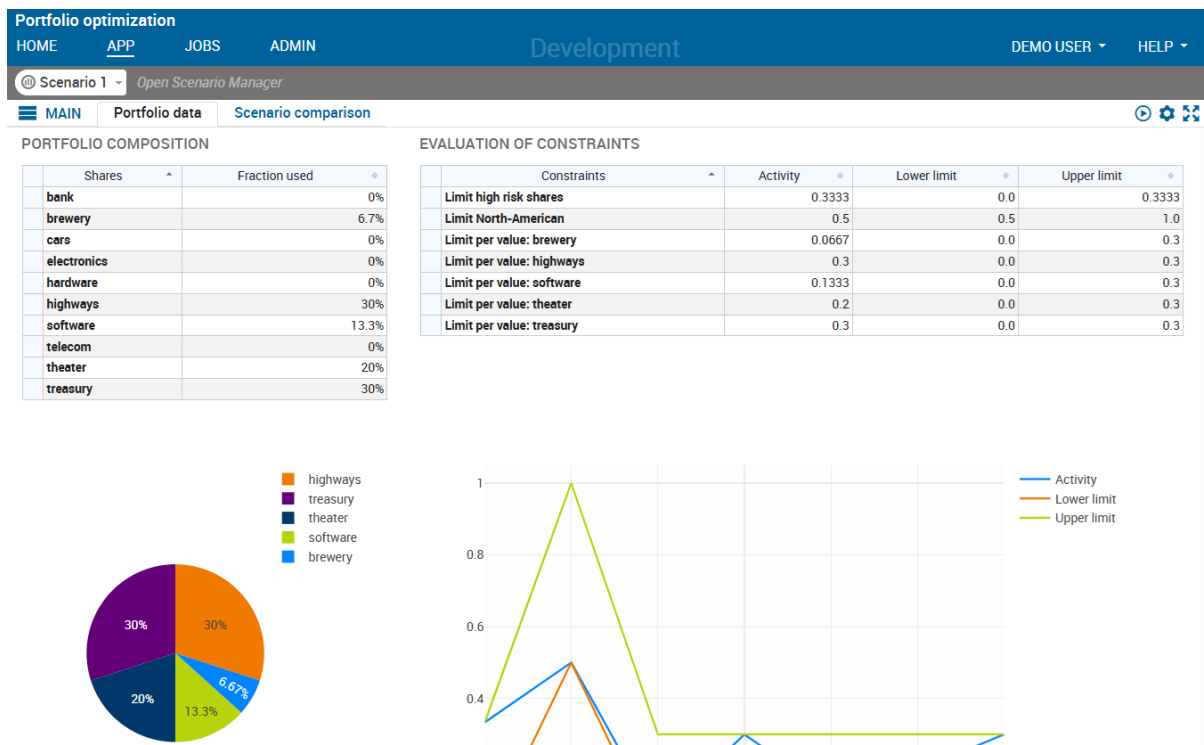 Portfolio optimization
HOME APP JOBS ADMIN Development DEMO USER HELP
Scenario 1 Open Scenario Manager
MAIN Portfolio data Scenario comparison
PORTFOLIO COMPOSITION
Shares Fraction used
bank 0%
brewery 6.7%
cars 0%
electronics 0%
hardware 0%
highways 30%
software 13.3%
telecom 0%
theater 20%
treasury 30%
EVALUATION OF CONSTRAINTS
Constraints Activity Lower limit Upper limit
Limit high risk shares 0.3333 0.0 0.3333
Limit North-American 0.5 0.5 1.0
Limit per value: brewery 0.0667 0.0 0.3
Limit per value: highways 0.3 0.0 0.3
Limit per value: software 0.1333 0.0 0.3
Limit per value: theater 0.2 0.0 0.3
Limit per value: treasury 0.3 0.0 0.3
highways
treasury
theater
software
brewery
30% 30%
6.67%
20% 13.3%
1
0.8
0.6
0.4
Activity
Lower limit
Upper limit